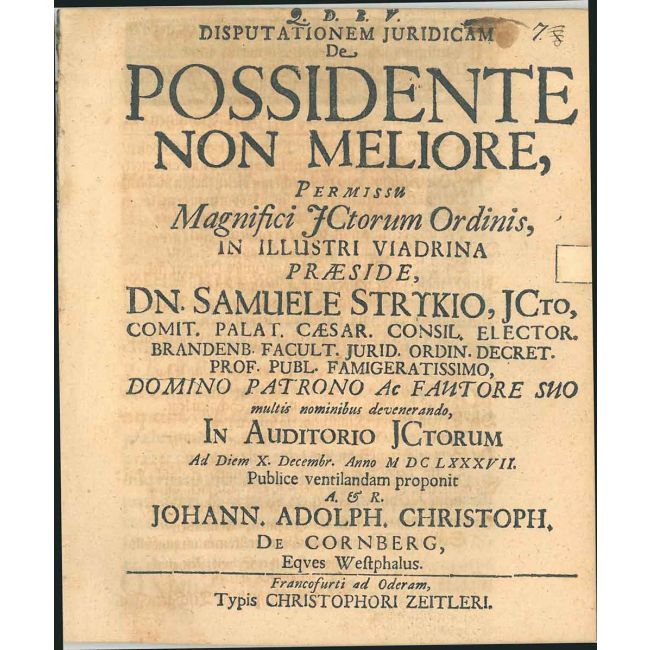 Q. D. B. V.
DISPUTATIONEM JURIDICAM 7.
De
POSSIDENTE
NON MELIORE,
PERMISSU
Magnifici JCtorum Ordinis,
IN ILLUSTRI VIADRINA
PRÆSIDE,
DN. SAMUELE STRYKIO, JCTO,
COMIT. PALAT. CÆSAR. CONSIL. ELECTOR.
BRANDENB. FACULT. JURID. ORDIN. DECRET.
PROF. PUBL. FAMIGERATISSIMO,
DOMINO PATRONO Ac FAUTORE SUO
multis nominibus devenerando,
IN AUDITORIO JCTORUM
Ad Diem X. Decembr. Anno M DC LXXXVII.
Publice ventilandam proponit
A. & R.
JOHANN. ADOLPH. CHRISTOPH.
DE CORNBERG,
Eqves Weſtphalus.
Francofurti ad Oderam,
Typis CHRISTOPHORI ZEITLERI.